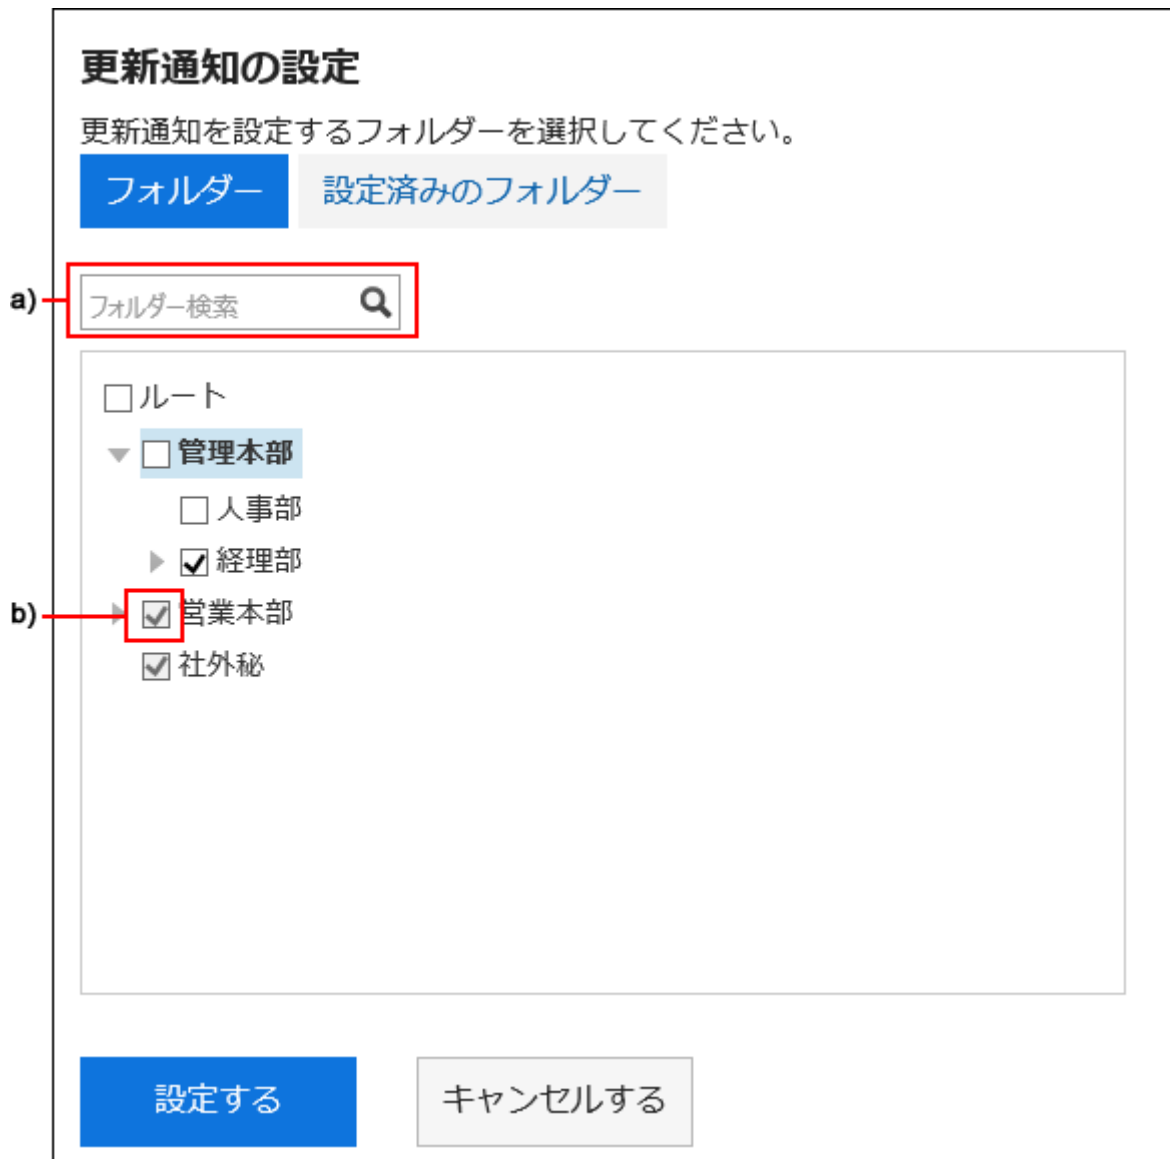 更新通知の設定
更新通知を設定するフォルダーを選択してください。
フォルダー 設定済みのフォルダー
a) フォルダー検索
ルート
管理本部
人事部
経理部
b) 営業本部
社外秘
設定する キャンセルする